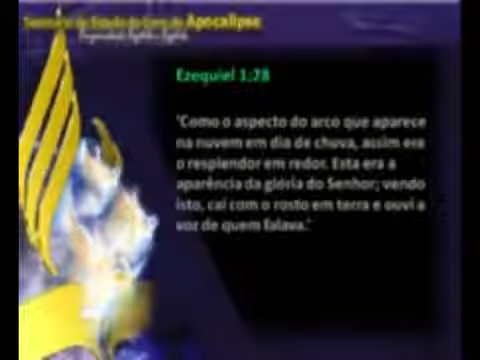 Seminário de Estudo do Livro de Apocalipse
Ezequiel 1:28
"Como o aspecto do arco que aparece
na nuvem em dia de chuva, assim era
o resplendor em redor. Esta era a
aparência da glória do Senhor; vendo
isto, caí com o rosto em terra e ouvi a
voz de quem falava."